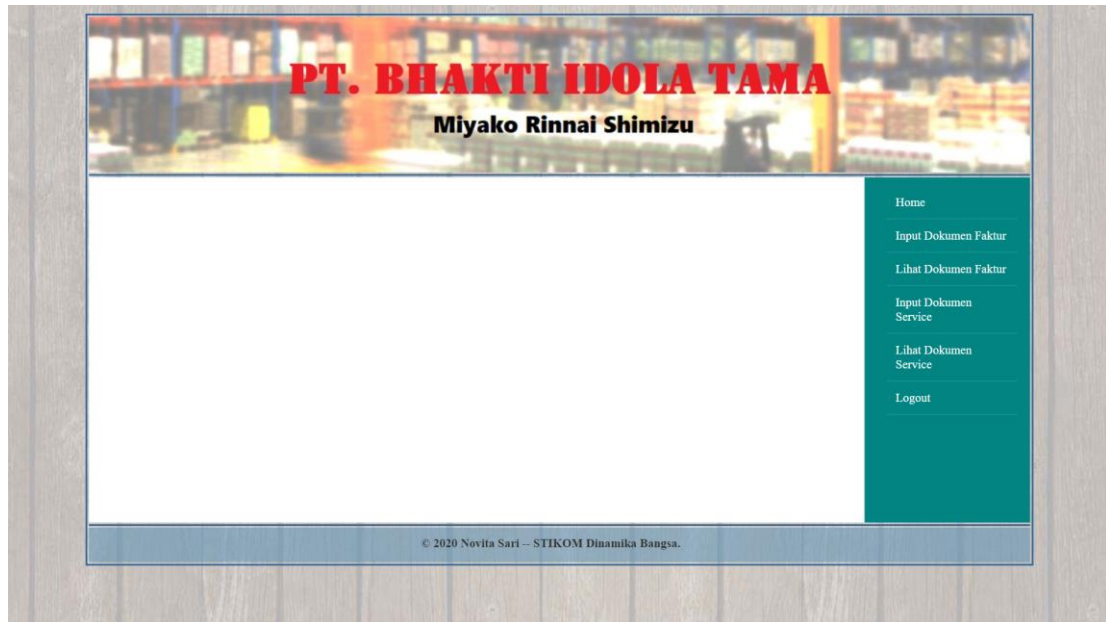 PT. BHAKTI IDOLA TAMA
Miyako Rinnai Shimizu
Home
Input Dokumen Faktur
Lihat Dokumen Faktur
Input Dokumen
Service
Lihat Dokumen
Service
Logout
© 2020 Novita Sari -- STIKOM Dinamika Bangsa.